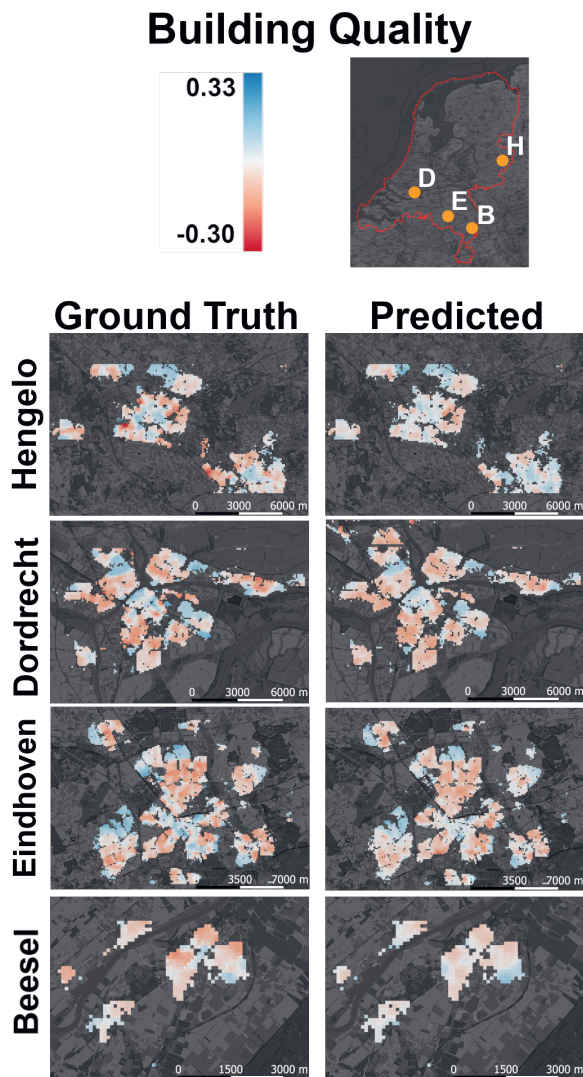 Building Quality
0.33
-0.30
H
D
E
B
Ground Truth
Predicted
Hengelo
0 3000 6000 m
0 3000 6000 m
Dordrecht
0 3000 6000 m
0 3000 6000 m
Eindhoven
0 3500 7000 m
0 3500 7000 m
Beesel
0 1500 3000 m
0 1500 3000 m